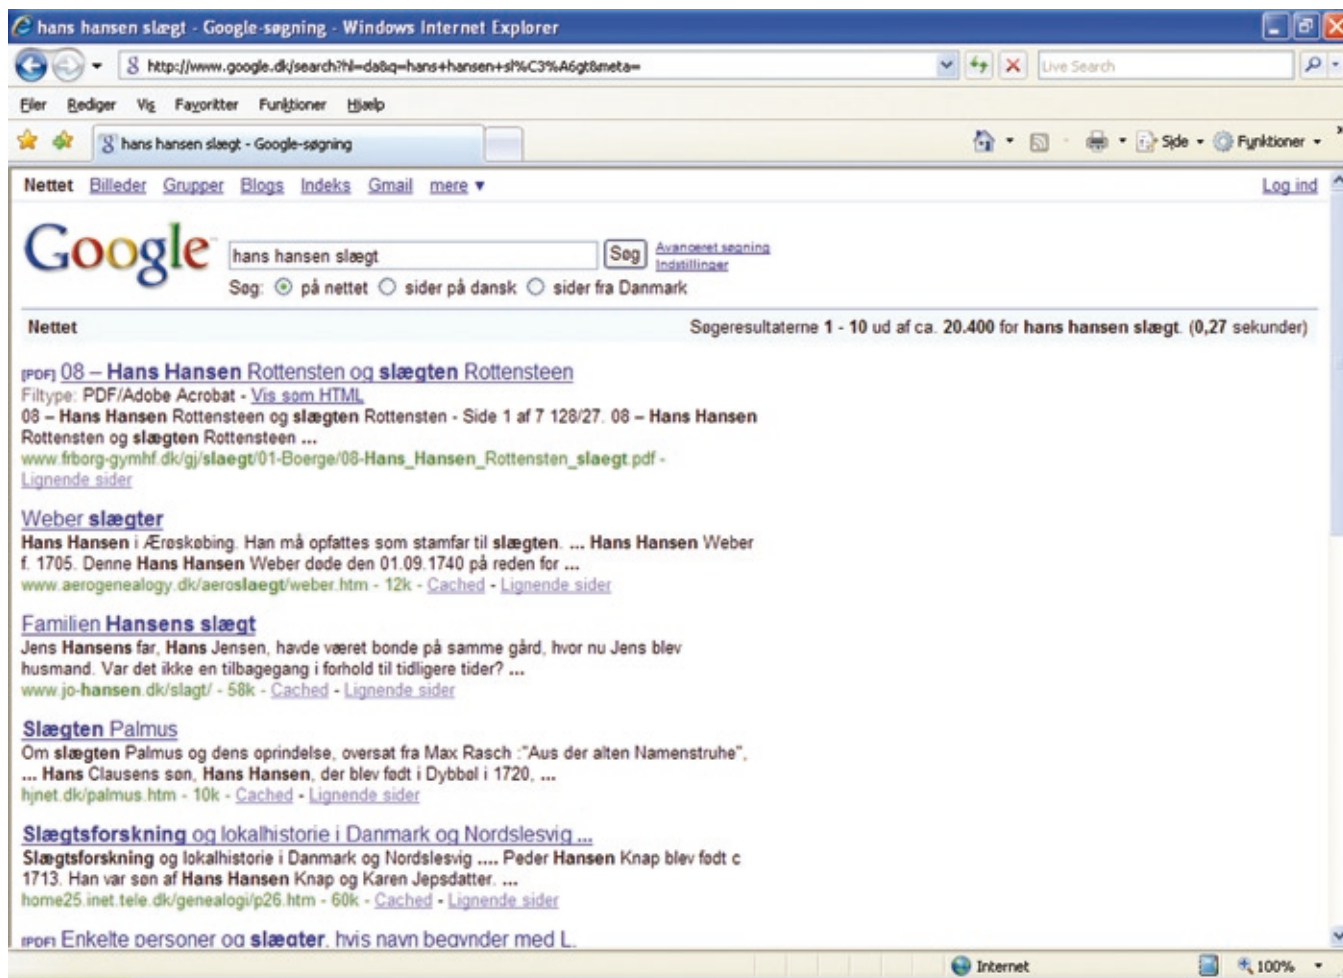 hans hansen slægt - Google-søgning - Windows Internet Explorer
http://www.google.dk/search?hl=da&q=hans+hansen+sl%C3%A6gt&meta=
Live Search
Filer Rediger Vis Favoritter Funktioner Hjælp
hans hansen slægt - Google-søgning
Side Funktioner
Nettet Billeder Grupper Blogs Indeks Gmail mere ▼ Log ind
Google™ hans hansen slægt Søg Avanceret søgning
Indstillinger
Søg: på nettet sider på dansk sider fra Danmark
Nettet Søgeresultaterne 1 - 10 ud af ca. 20.400 for hans hansen slægt. (0,27 sekunder)
[PDF] 08 – Hans Hansen Rottensten og slægten Rottensteen
Filtype: PDF/Adobe Acrobat - Vis som HTML
08 – Hans Hansen Rottensteen og slægten Rottensten - Side 1 af 7 128/27. 08 – Hans Hansen
Rottensten og slægten Rottensteen ...
www.frborg-gymhf.dk/gj/slaegt/01-Boerge/08-Hans_Hansen_Rottensten_slaegt.pdf -
Lignende sider
Weber slægter
Hans Hansen i Ærøskøbing. Han må opfattes som stamfar til slægten. ... Hans Hansen Weber
f. 1705. Denne Hans Hansen Weber døde den 01.09.1740 på reden for ...
www.aerogenealogy.dk/aeroslaegt/weber.htm - 12k - Cached - Lignende sider
Familien Hansens slægt
Jens Hansens far, Hans Jensen, havde været bonde på samme gård, hvor nu Jens blev
husmand. Var det ikke en tilbagegang i forhold til tidligere tider? ...
www.jo-hansen.dk/slagt/ - 58k - Cached - Lignende sider
Slægten Palmus
Om slægten Palmus og dens oprindelse, oversat fra Max Rasch :"Aus der alten Namenstruhe",
... Hans Clausens søn, Hans Hansen, der blev født i Dybbøl i 1720, ...
hjnet.dk/palmus.htm - 10k - Cached - Lignende sider
Slægtsforskning og lokalhistorie i Danmark og Nordslesvig ...
Slægtsforskning og lokalhistorie i Danmark og Nordslesvig .... Peder Hansen Knap blev født c
1713. Han var søn af Hans Hansen Knap og Karen Jepsdatter. ...
home25.inet.tele.dk/genealogi/p26.htm - 60k - Cached - Lignende sider
[PDF] Enkelte personer og slægter, hvis navn begynder med L.
Internet 100%